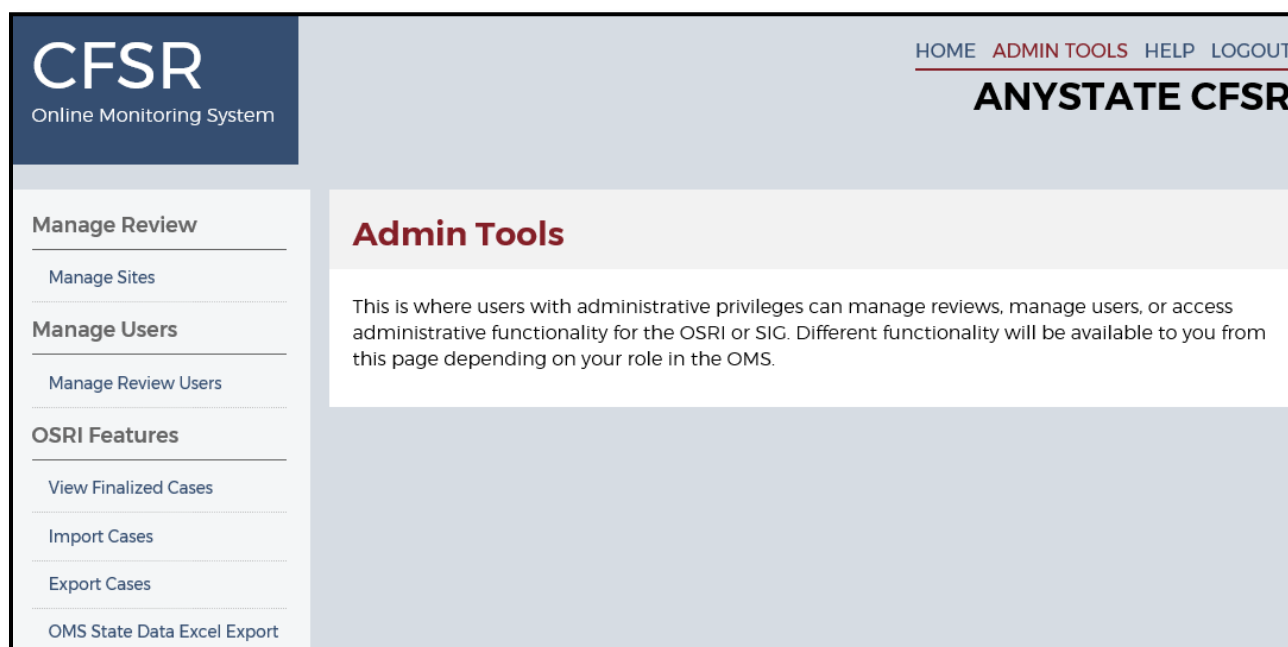 CFSR
Online Monitoring System
HOME ADMIN TOOLS HELP LOGOUT
ANYSTATE CFSR
Manage Review
Manage Sites
Manage Users
Manage Review Users
OSRI Features
View Finalized Cases
Import Cases
Export Cases
OMS State Data Excel Export
Admin Tools
This is where users with administrative privileges can manage reviews, manage users, or access
administrative functionality for the OSRI or SIG. Different functionality will be available to you from
this page depending on your role in the OMS.